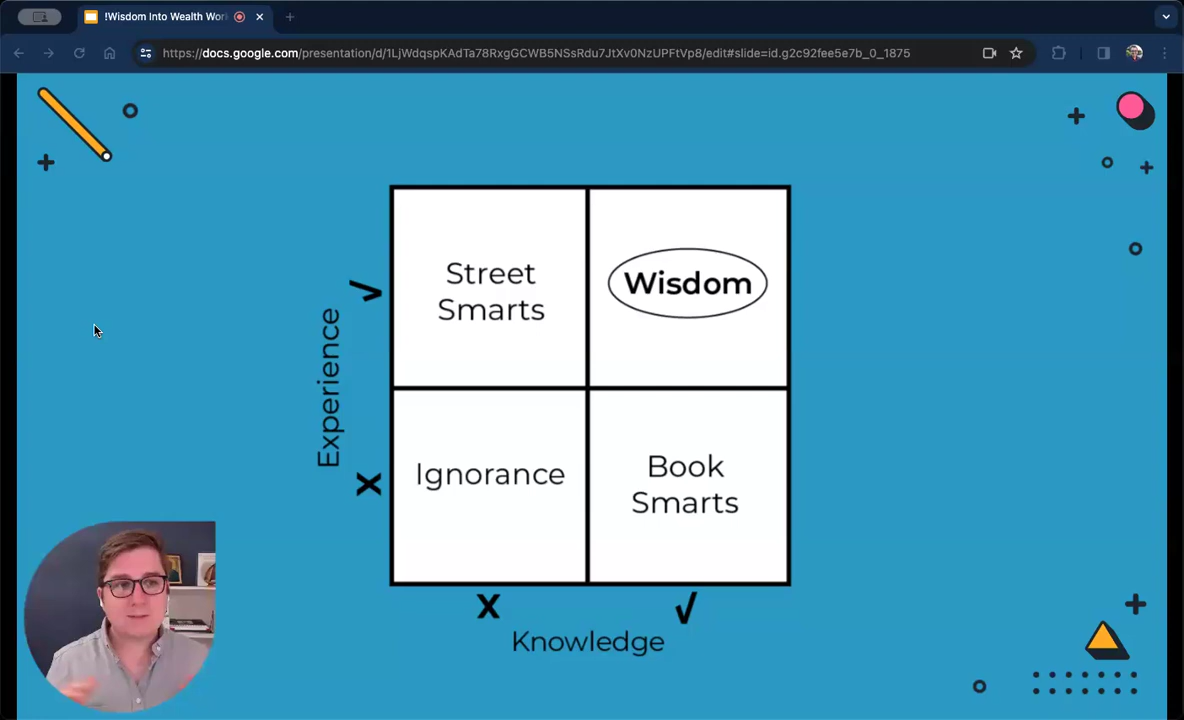 !Wisdom Into Wealth Wor
https://docs.google.com/presentation/d/1LjWdqspKAdTa78RxgGCWB5NSsRdu7JtXv0NzUPFtVp8/edit#slide=id.g2c92fee5e7b_0_1875
Street
Smarts
Wisdom
Experience
Ignorance
Book
Smarts
X
X
Knowledge